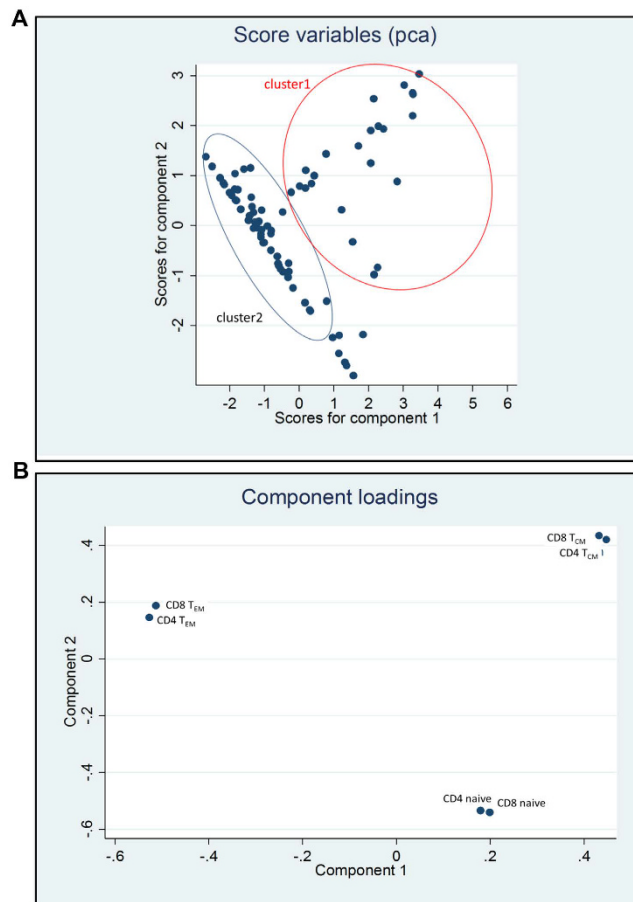 A
Score variables (pca)
cluster1
3
2
1
0
-1
-2
Scores for component 2
cluster2
-2 -1 0 1 2 3 4 5 6
Scores for component 1
B
Component loadings
CD8 TCM
CD4 TCM
CD8 TEM
CD4 TEM
CD4 naive CD8 naive
.4
.2
0
-.2
-.4
-.6
Component 2
-.6 -.4 -.2 0 .2 .4
Component 1